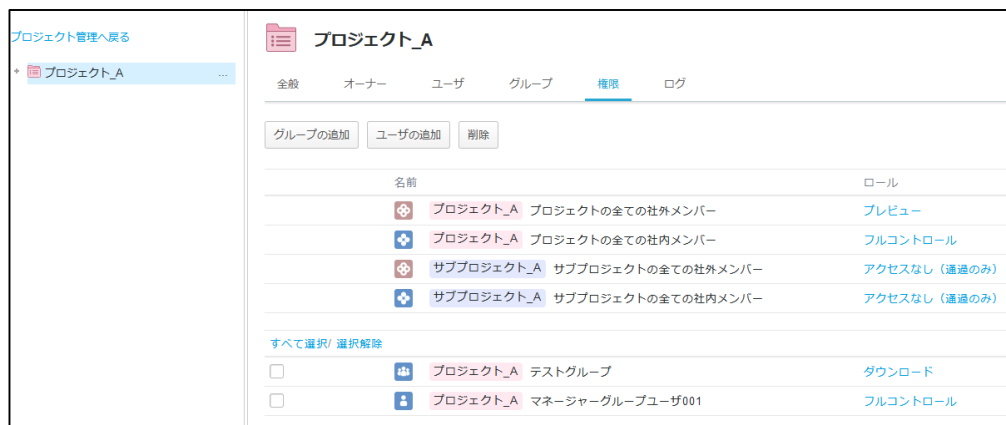 プロジェクト管理へ戻る
プロジェクト_A ...
プロジェクト_A
全般 オーナー ユーザ グループ 権限 ログ
グループの追加 ユーザの追加 削除
名前 ロール
プロジェクト_A プロジェクトの全ての社外メンバー プレビュー
プロジェクト_A プロジェクトの全ての社内メンバー フルコントロール
サブプロジェクト_A サブプロジェクトの全ての社外メンバー アクセスなし（通過のみ）
サブプロジェクト_A サブプロジェクトの全ての社内メンバー アクセスなし（通過のみ）
すべて選択/ 選択解除
プロジェクト_A テストグループ ダウンロード
プロジェクト_A マネージャーグループユーザ001 フルコントロール